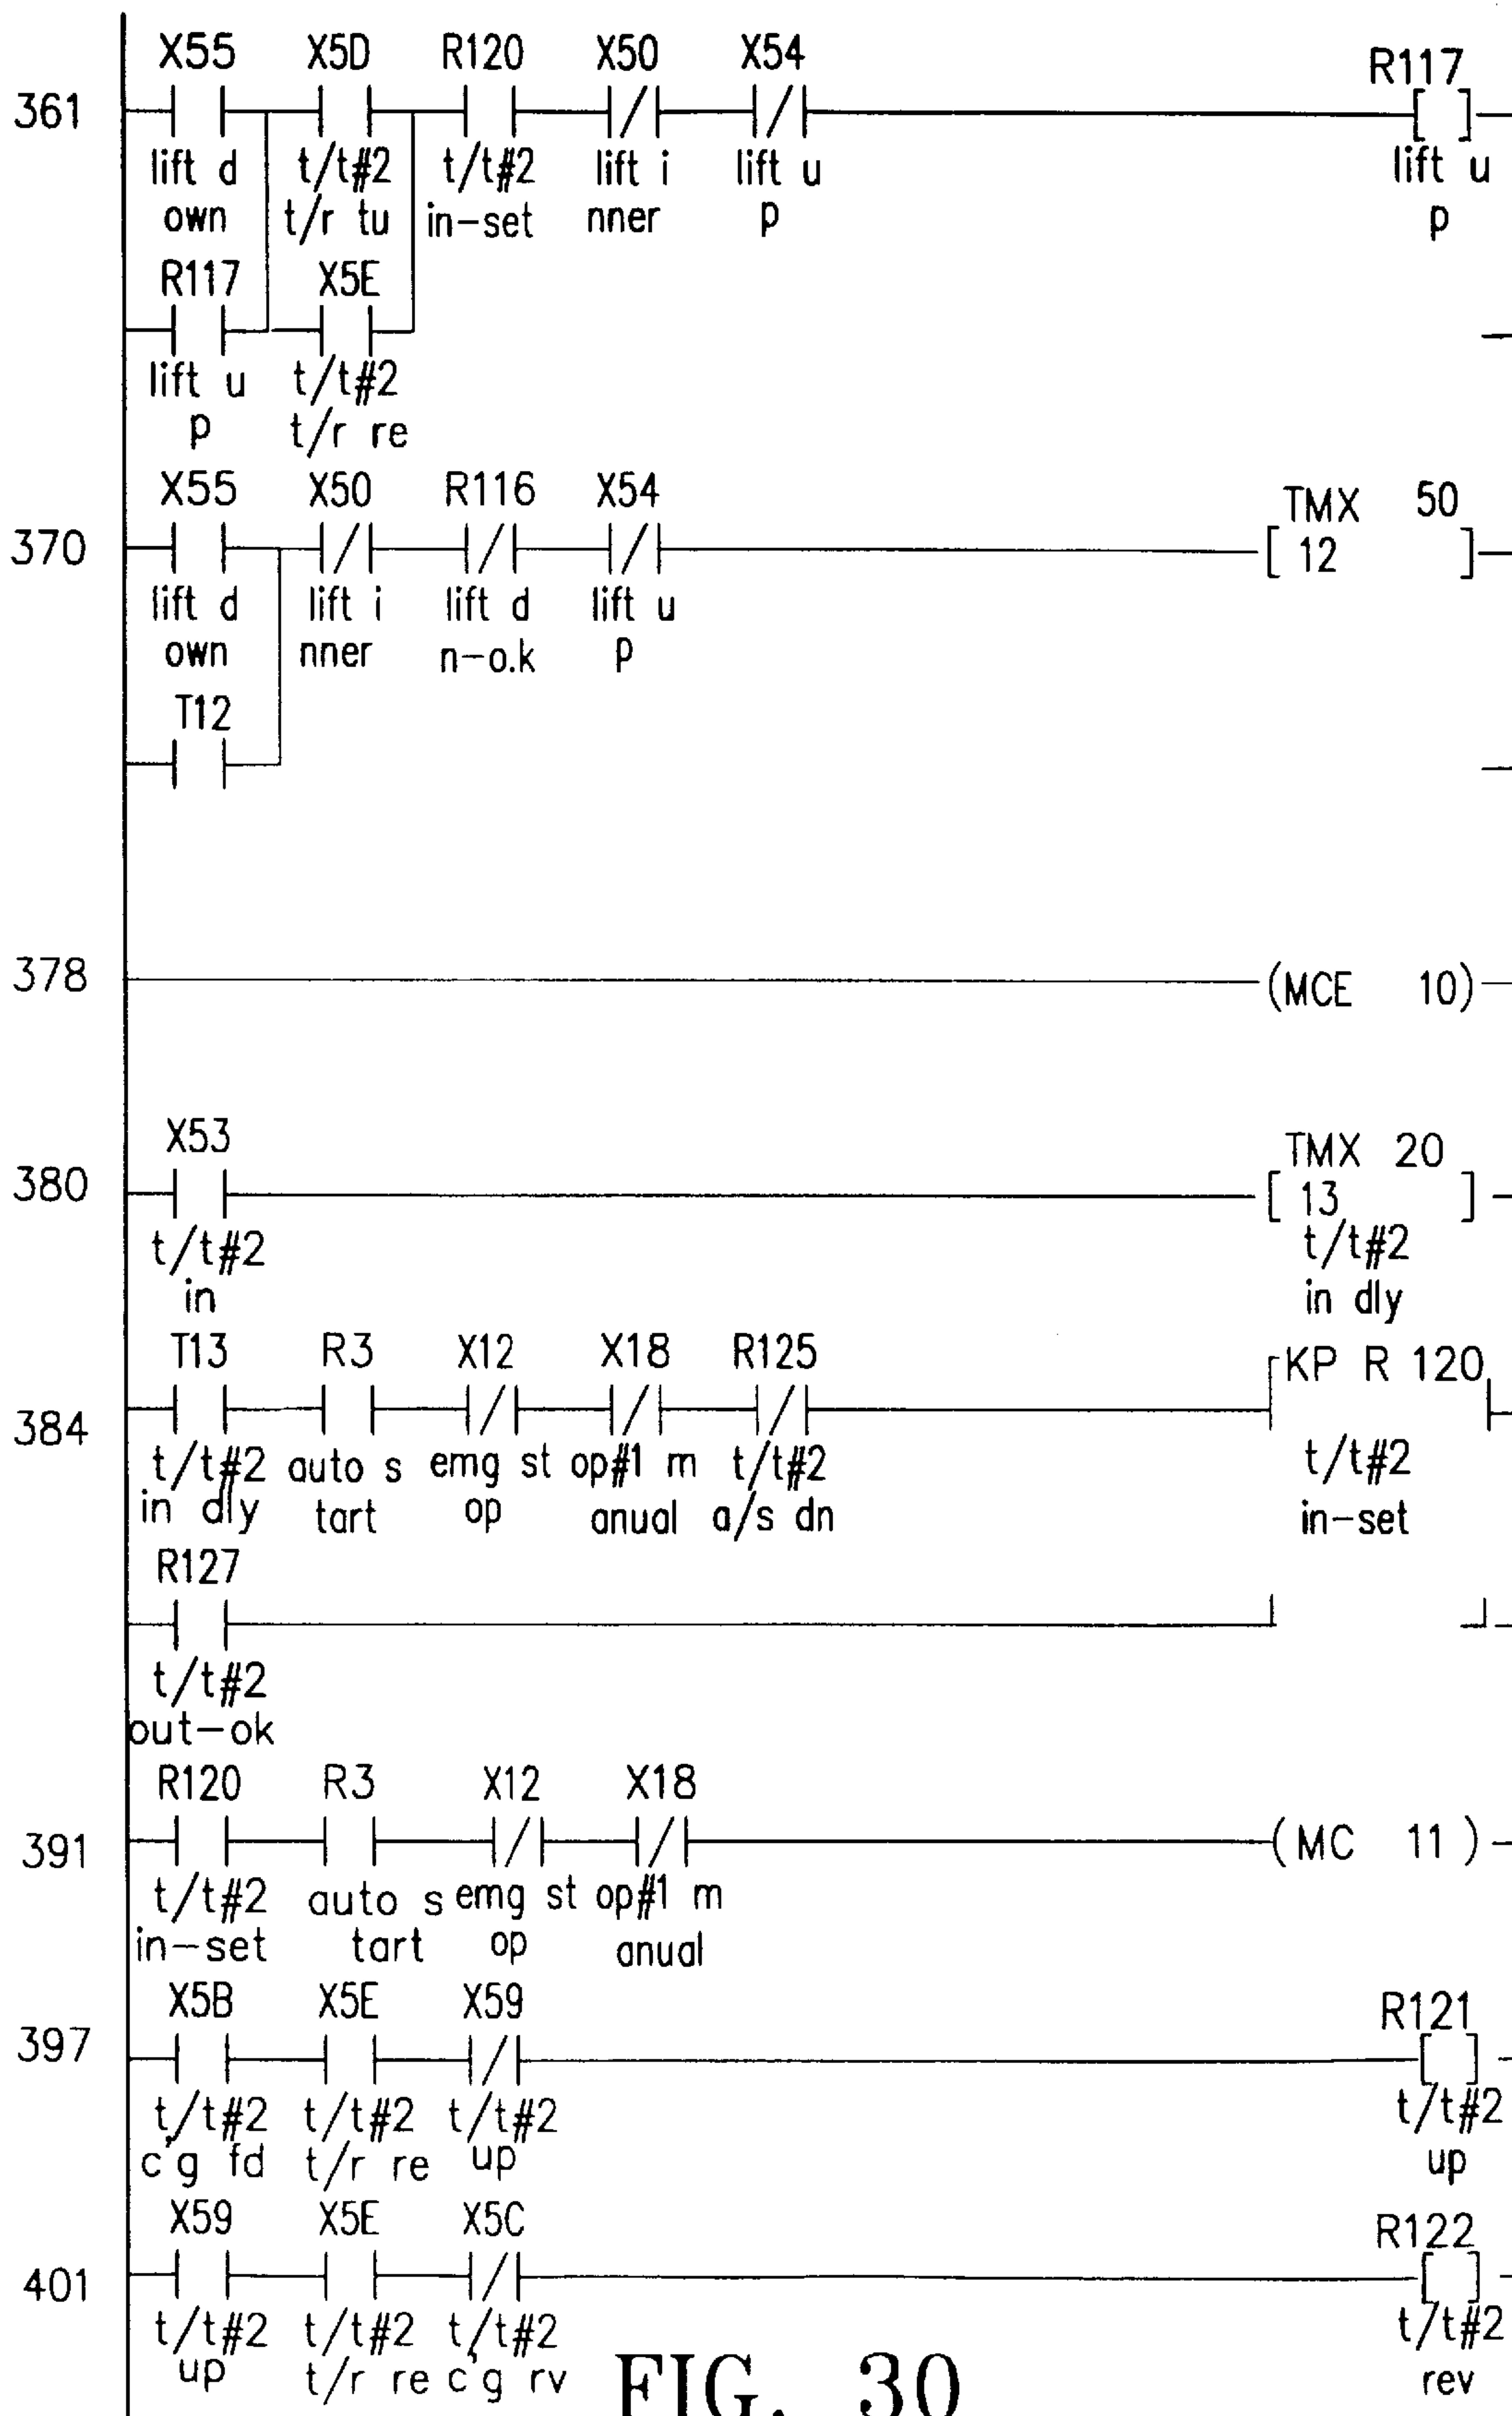 X55 X5D R120 X50 X54 R117
361
lift d t/t#2 t/t#2 lift i lift u lift u
own t/r tu in-set nner p p
R117 X5E
lift u t/t#2
p t/r re
X55 X50 R116 X54 TMX 50
370 12
lift d lift i lift d lift u
own nner n-o.k p
T12
378 (MCE 10)
X53 TMX 20
380 13
t/t#2 t/t#2
in in dly
T13 R3 X12 X18 R125 KP R 120
384
t/t#2 auto s emg st op#1 m t/t#2 t/t#2
in dly tart op anual a/s dn in-set
R127
t/t#2
out-ok
R120 R3 X12 X18
391 (MC 11)
t/t#2 auto s emg st op#1 m
in-set tart op anual
X5B X5E X59 R121
397
t/t#2 t/t#2 t/t#2 t/t#2
c'g fd t/r re up up
X59 X5E X5C R122
401
t/t#2 t/t#2 t/t#2 t/t#2
up t/r re c'g rv rev
FIG. 30